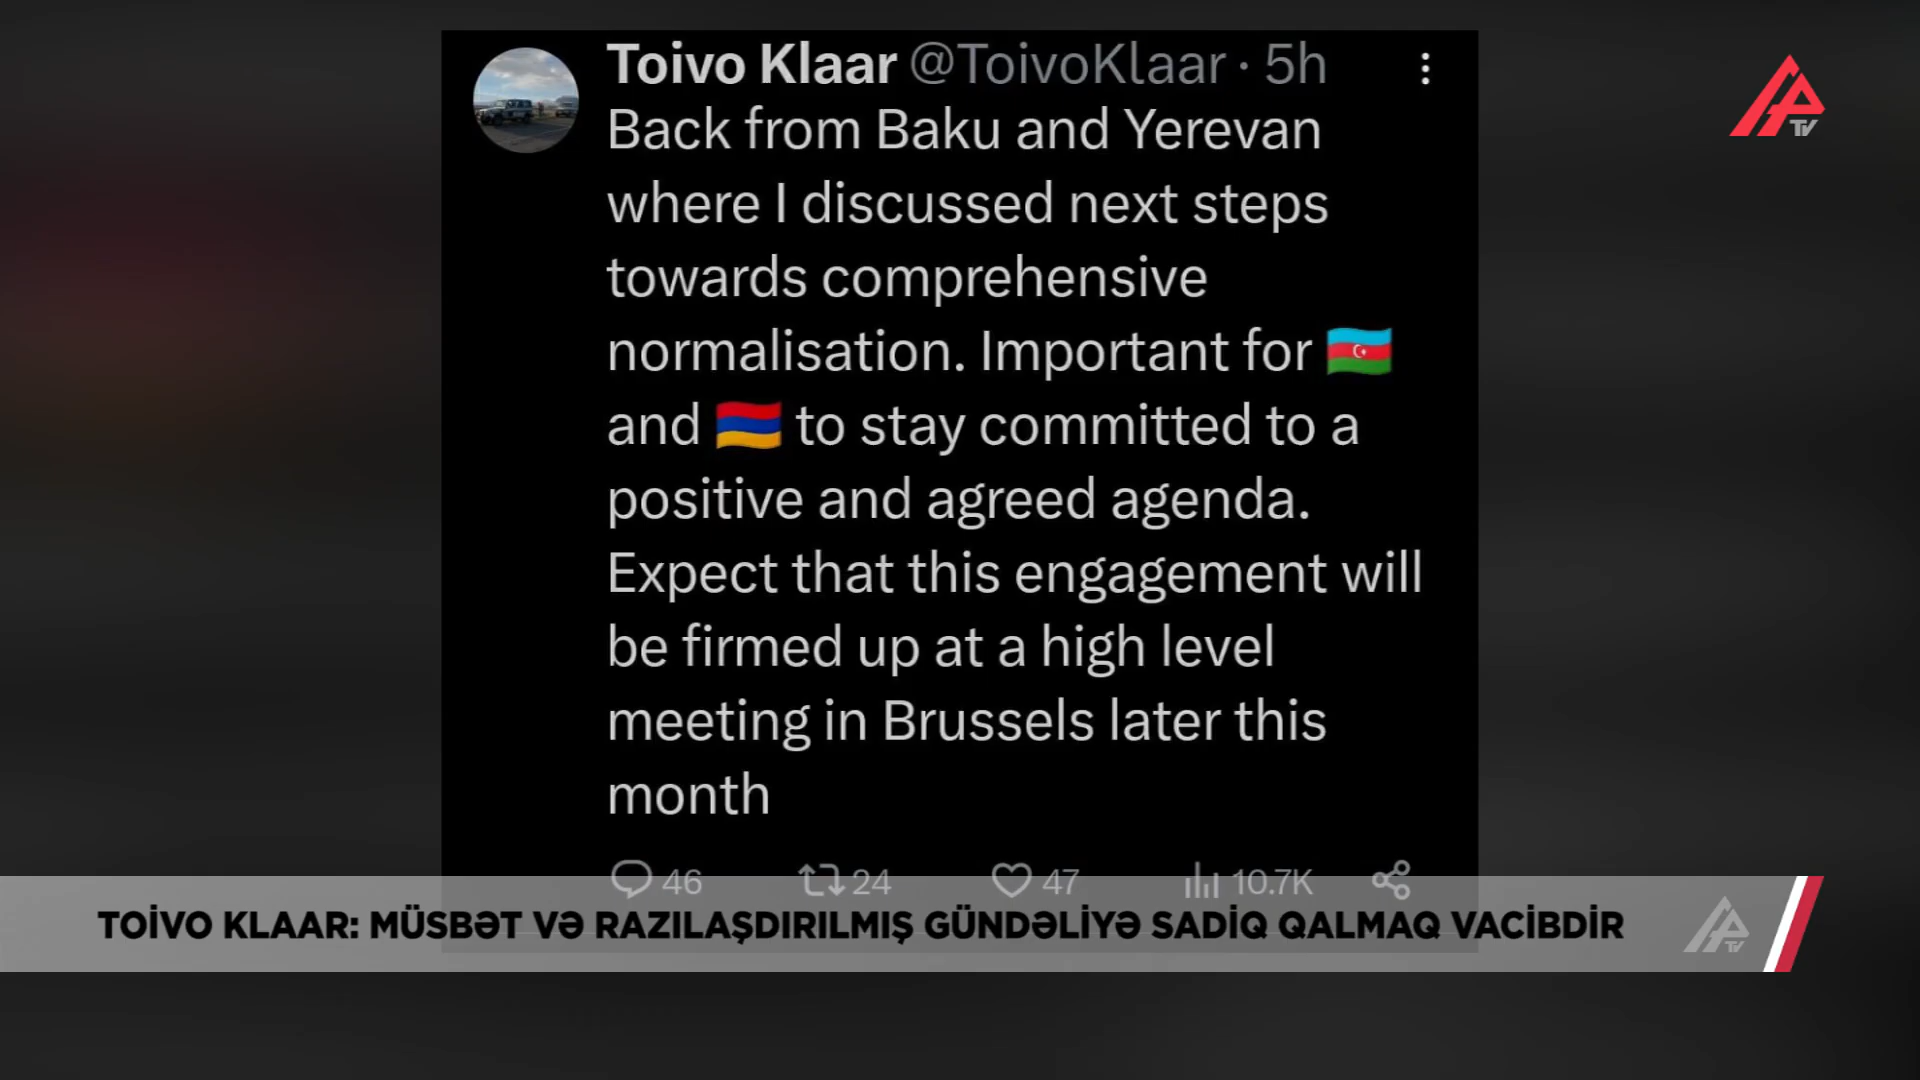 Toivo Klaar @ToivoKlaar · 5h
Back from Baku and Yerevan
where I discussed next steps
towards comprehensive
normalisation. Important for 🇦🇿
and 🇦🇲 to stay committed to a
positive and agreed agenda.
Expect that this engagement will
be firmed up at a high level
meeting in Brussels later this
month
46 24 47 10.7K
TOİVO KLAAR: MÜSBƏT VƏ RAZILAŞDIRILMIŞ GÜNDƏLİYƏ SADİQ QALMAQ VACİBDİR
AP TV
AP TV